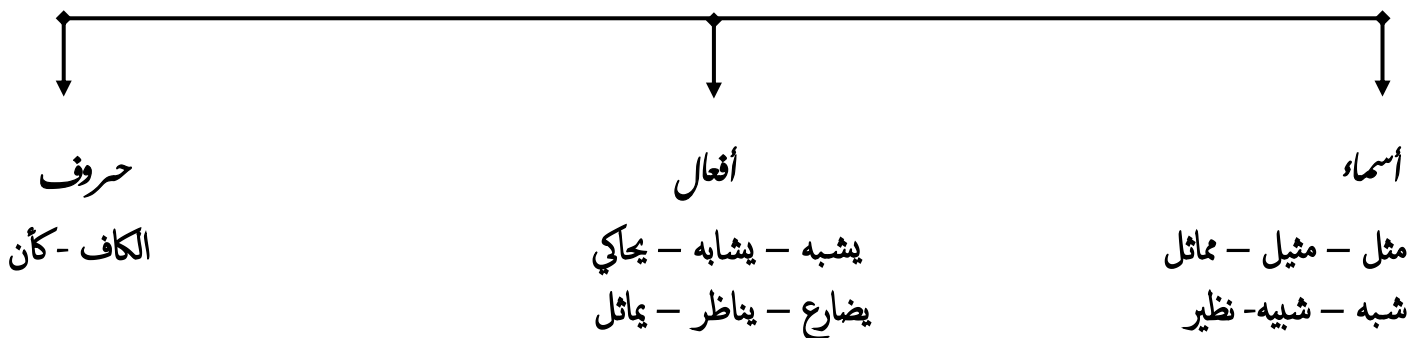 أسماء
أفعال
حروف
مثل – مثيل – مماثل
يشبه – يشابه – يحاكي
الكاف -كأن
شبه – شبيه- نظير
يضارع – يناظر – يماثل